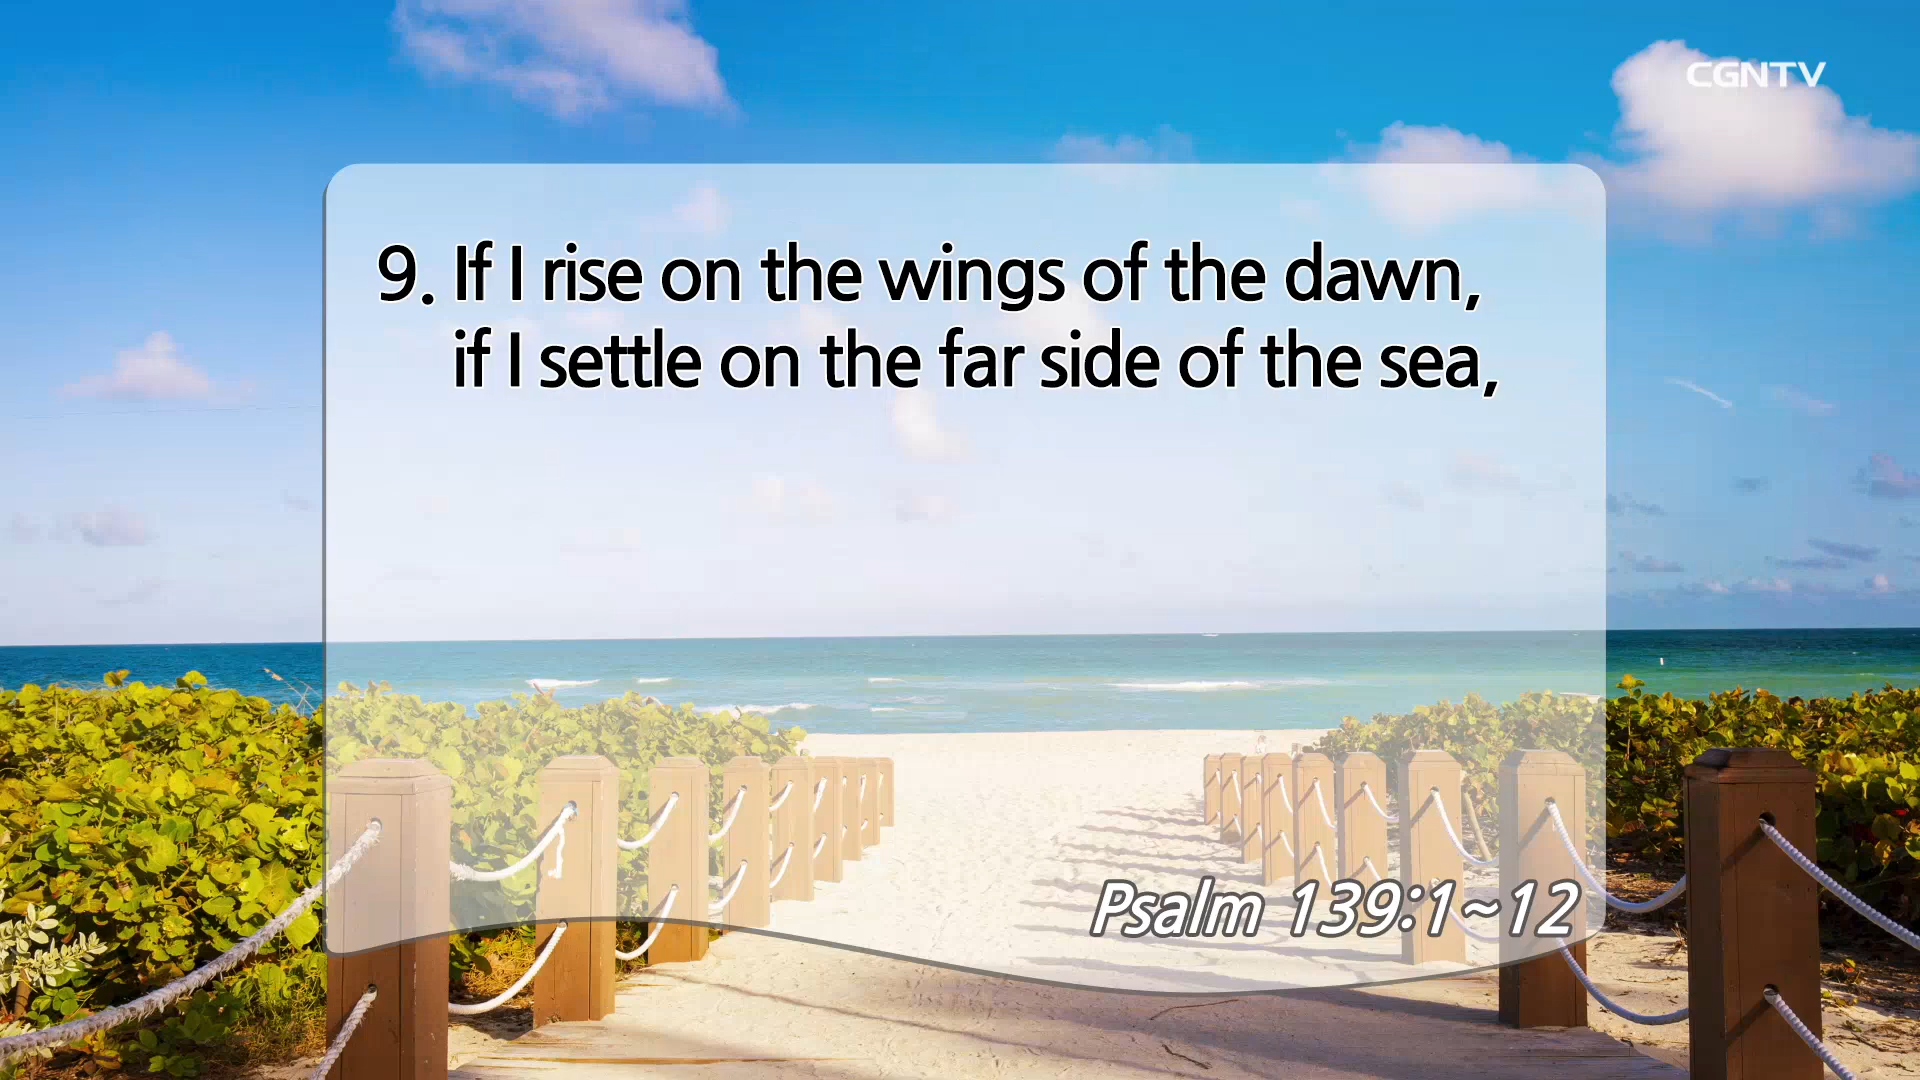 CGNTV
9. If I rise on the wings of the dawn,
if I settle on the far side of the sea,
Psalm 139:1~12